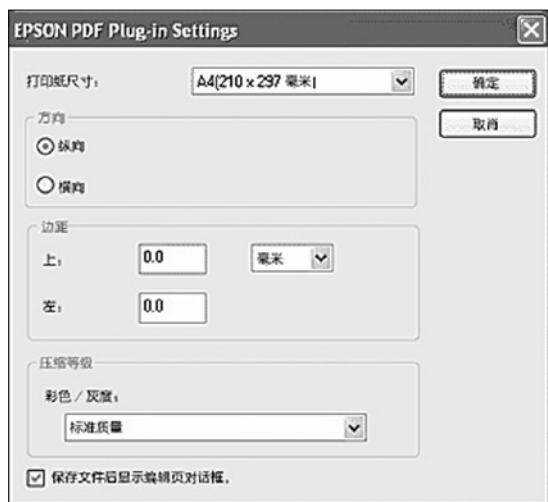 EPSON PDF Plug-in Settings
打印纸尺寸：
A4(210 x 297 毫米)
确定
取消
方向
纵向
横向
边距
上：
0.0
毫米
左：
0.0
压缩等级
彩色／灰度：
标准质量
保存文件后显示编辑页对话框。